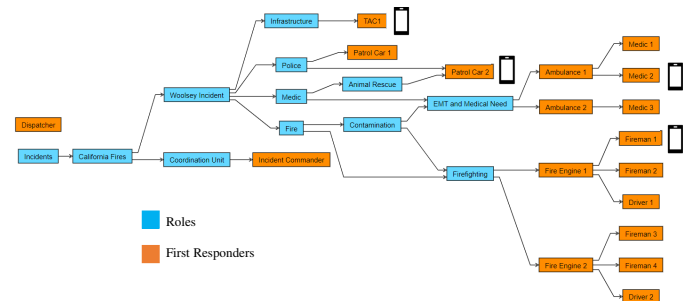 Infrastructure
TAC1
Patrol Car 1
Medic 1
Police
Patrol Car 2
Ambulance 1
Medic 2
Animal Rescue
Woolsey Incident
Medic
EMT and Medical Need
Ambulance 2
Medic 3
Dispatcher
Fire
Contamination
Fireman 1
Incidents
California Fires
Coordination Unit
Incident Commander
Firefighting
Fire Engine 1
Fireman 2
Driver 1
Roles
Fireman 3
First Responders
Fire Engine 2
Fireman 4
Driver 2